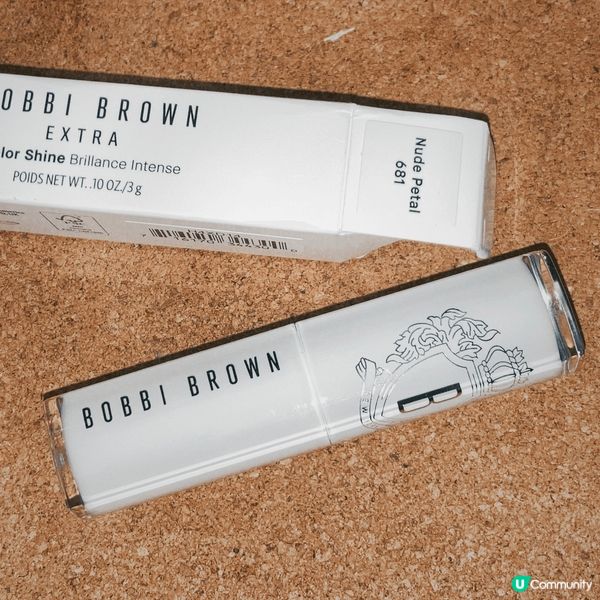 OBBI BROWN
EXTRA
lor Shine Brillance Intense
POIDS NET WT. .10 OZ./3 g
Nude Petal
681
BOBBI BROWN
B
U Community